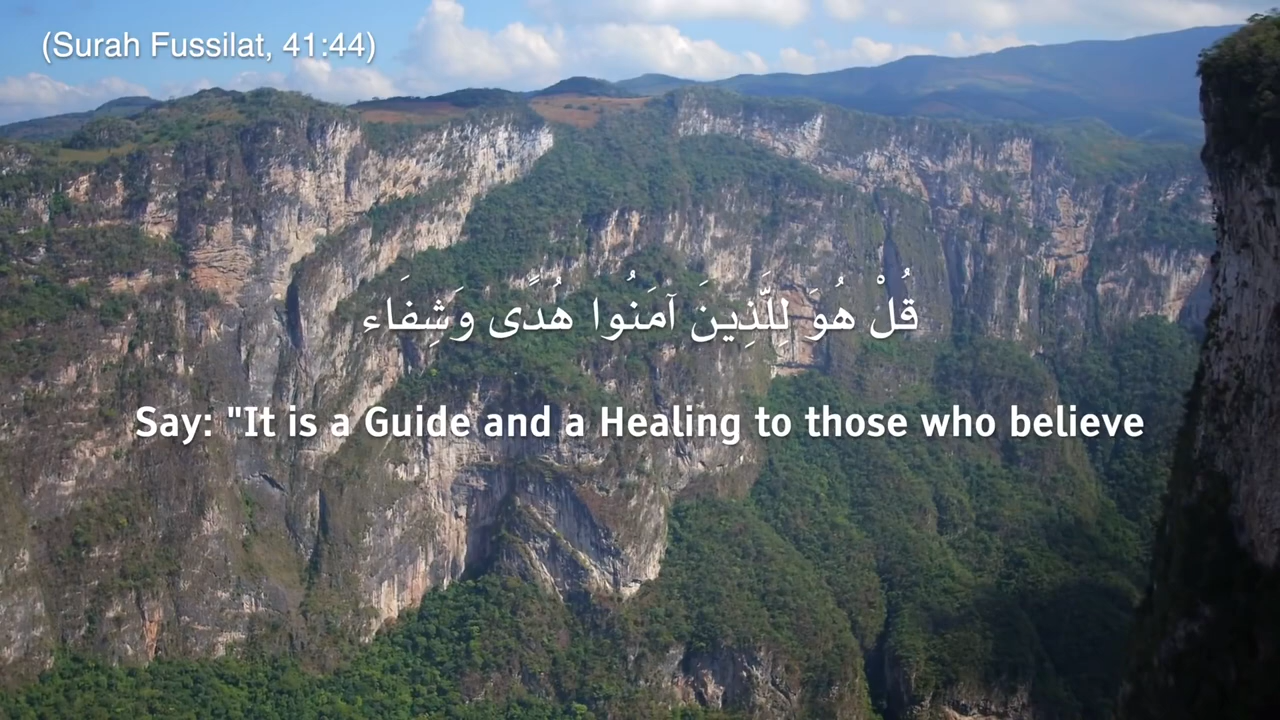 (Surah Fussilat, 41:44)
قُلْ هُوَ لِلَّذِينَ آمَنُوا هُدًى وَشِفَاء
Say: "It is a Guide and a Healing to those who believe